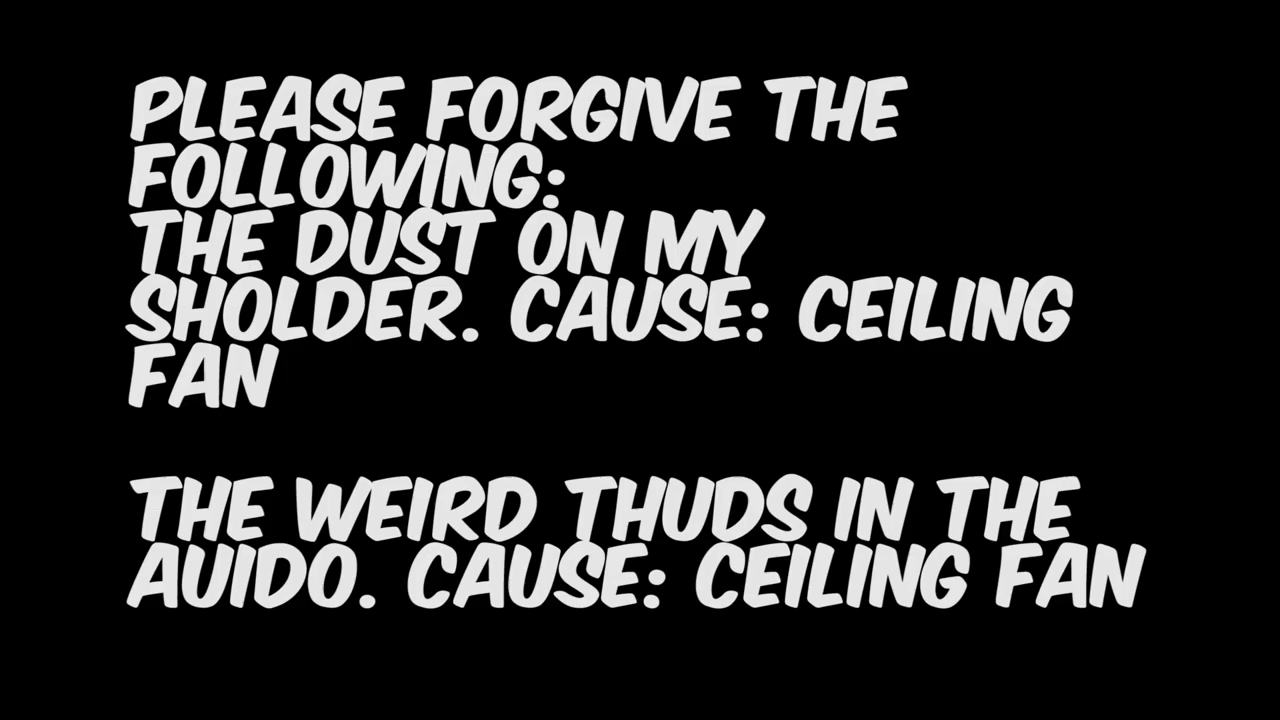 PLEASE FORGIVE THE
FOLLOWING:
THE DUST ON MY
SHOLDER. CAUSE: CEILING
FAN
THE WEIRD THUDS IN THE
AUIDO. CAUSE: CEILING FAN